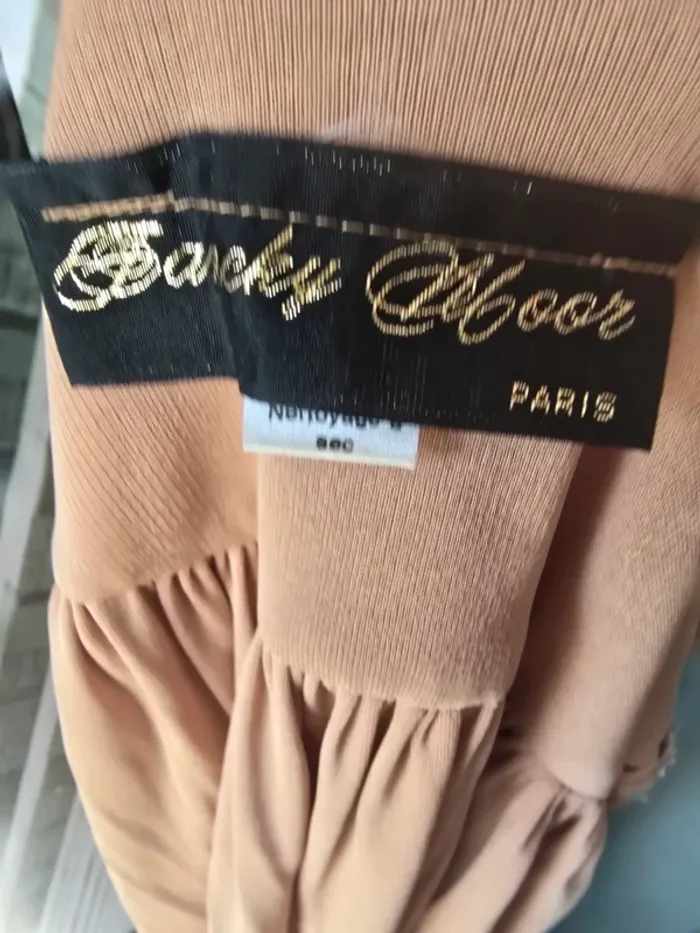 Moor
PARIS
Nettoyage à
sec